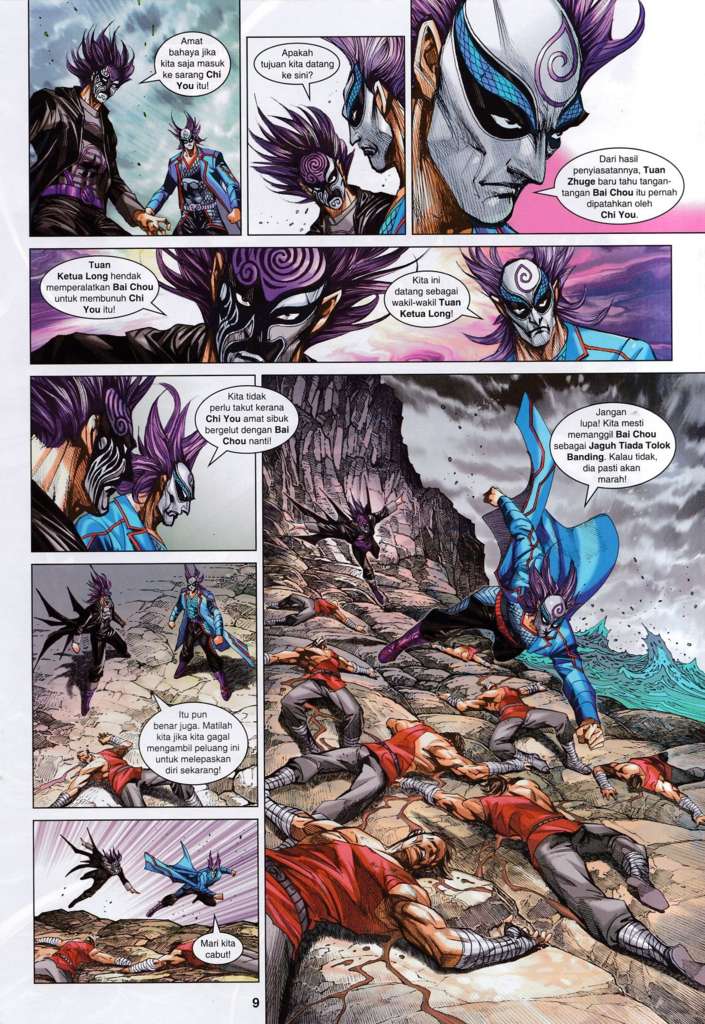 Amat
bahaya jika
kita saja masuk
ke sarang Chi
You itu!
Apakah
tujuan kita datang
ke sini?
Dari hasil
penyiasatannya, Tuan
Zhuge baru tahu tangan-
tangan Bai Chou itu pernah
dipatahkan oleh
Chi You.
Tuan
Ketua Long hendak
memperalatkan Bai Chou
untuk membunuh Chi
You itu!
Kita ini
datang sebagai
wakil-wakil Tuan
Ketua Long!
Kita tidak
perlu takut kerana
Chi You amat sibuk
bergelut dengan Bai
Chou nanti!
Jangan
lupa! Kita mesti
memanggil Bai Chou
sebagai Jaguh Tiada Tolok
Banding. Kalau tidak,
dia pasti akan
marah!
Itu pun
benar juga. Matilah
kita jika kita gagal
mengambil peluang ini
untuk melepaskan
diri sekarang!
Mari kita
cabut!
9